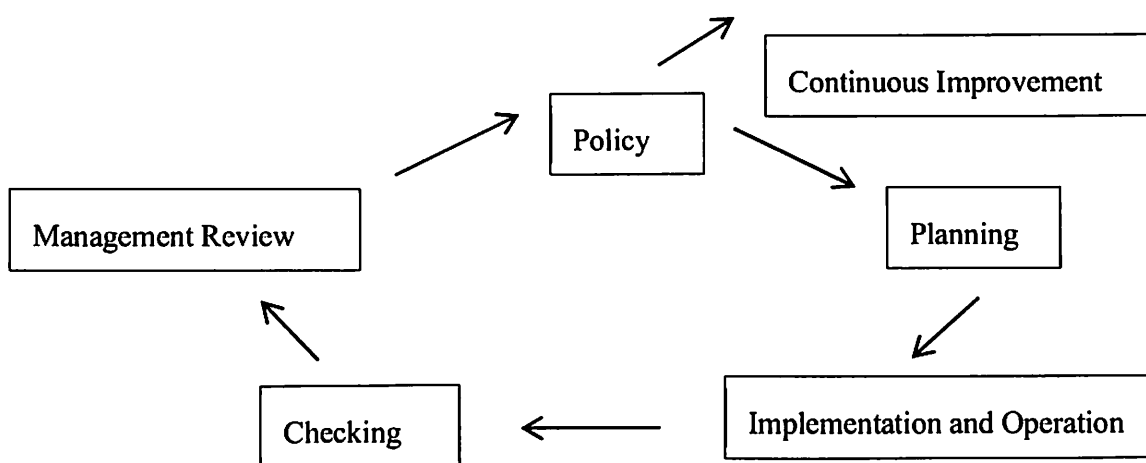 Continuous Improvement
Policy
Management Review
Planning
Checking
Implementation and Operation